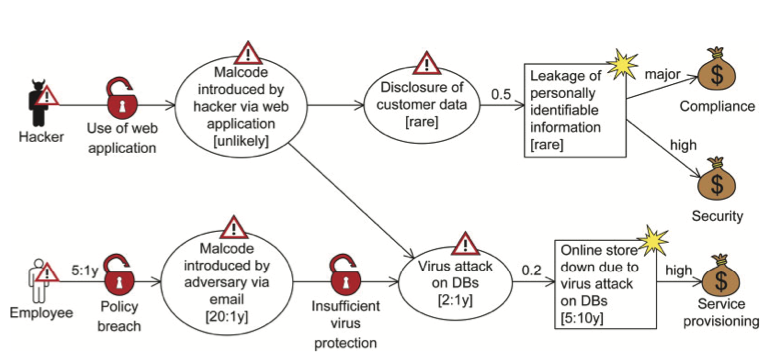 Hacker
Use of web
application
Malcode
introduced by
hacker via web
application
[unlikely]
Disclosure of
customer data
[rare]
0.5
Leakage of
personally
identifiable
information
[rare]
major
$
Compliance
high
$
Security
Employee
5:1y
Policy
breach
Malcode
introduced by
adversary via
email
[20:1y]
Insufficient
virus
protection
Virus attack
on DBs
[2:1y]
0.2
Online store
down due to
virus attack
on DBs
[5:10y]
high
$
Service
provisioning